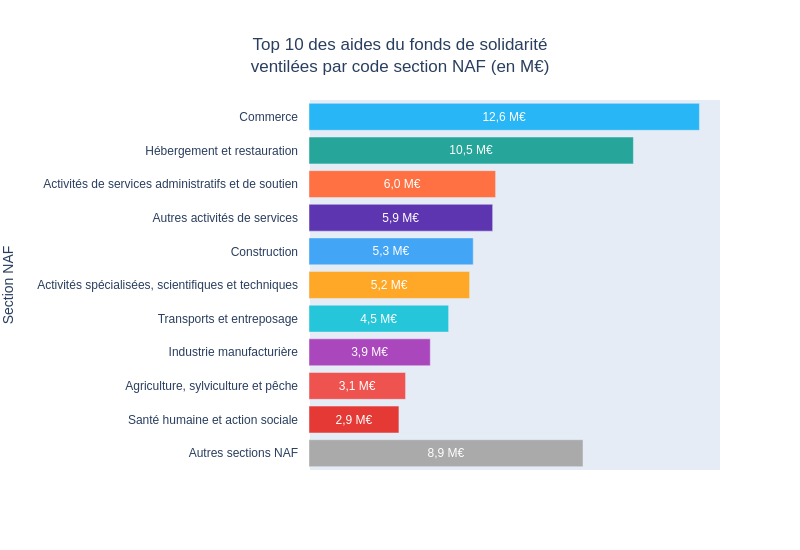 Top 10 des aides du fonds de solidarité
ventilées par code section NAF (en M€)
Section NAF
Commerce 12,6 M€
Hébergement et restauration 10,5 M€
Activités de services administratifs et de soutien 6,0 M€
Autres activités de services 5,9 M€
Construction 5,3 M€
Activités spécialisées, scientifiques et techniques 5,2 M€
Transports et entreposage 4,5 M€
Industrie manufacturière 3,9 M€
Agriculture, sylviculture et pêche 3,1 M€
Santé humaine et action sociale 2,9 M€
Autres sections NAF 8,9 M€